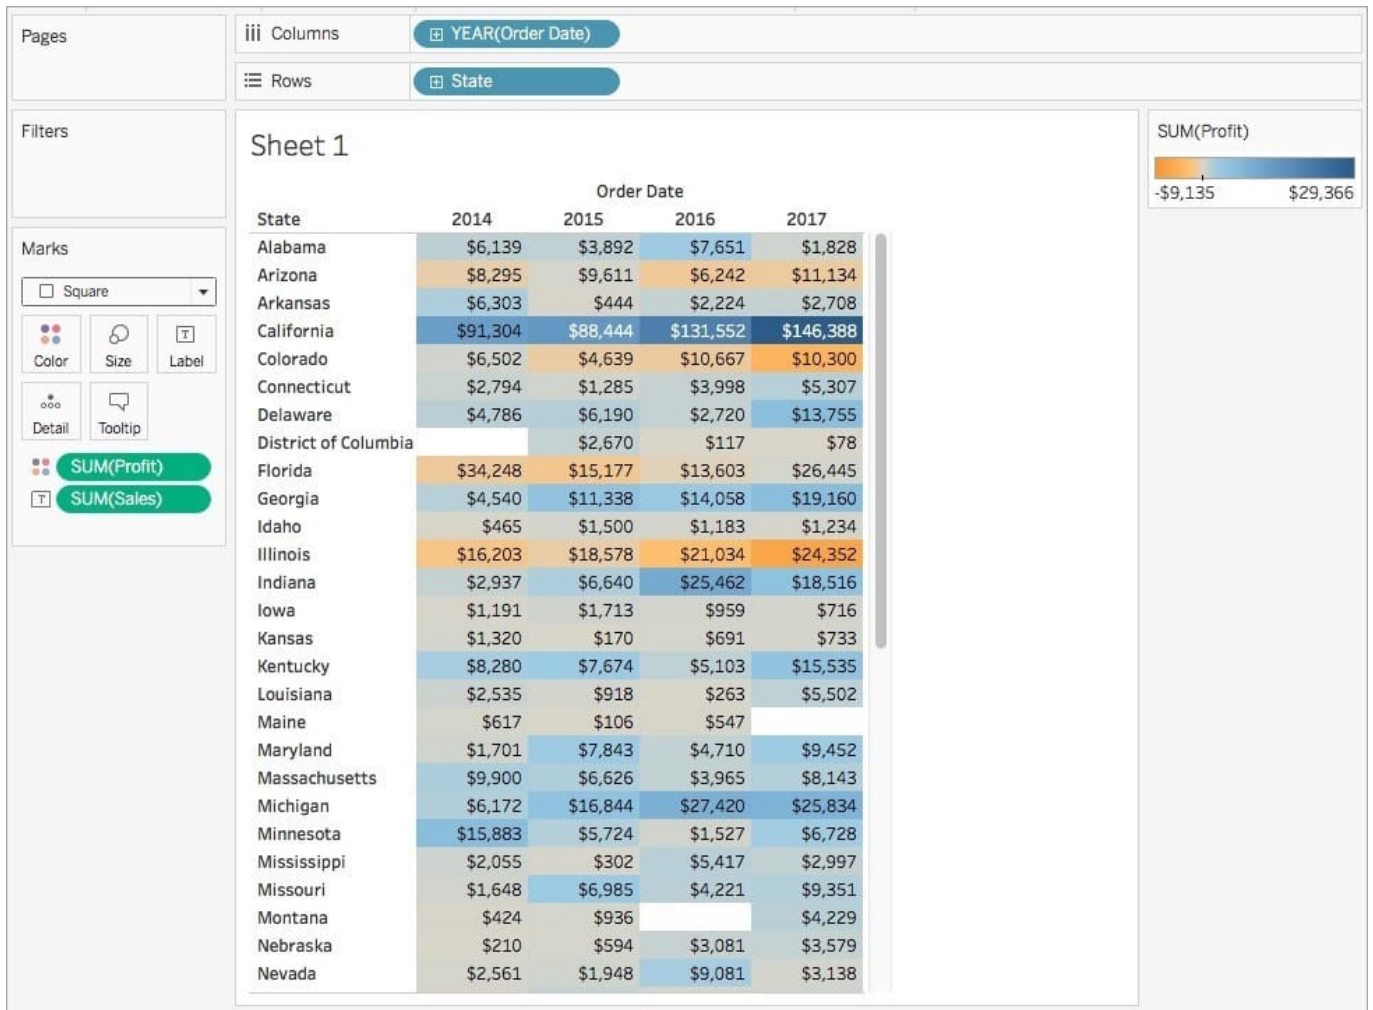 Pages
Columns YEAR(Order Date)
Rows State
Filters
Marks
Square
Color Size Label
Detail Tooltip
SUM(Profit)
SUM(Sales)
Sheet 1
Order Date
State 2014 2015 2016 2017
Alabama $6,139 $3,892 $7,651 $1,828
Arizona $8,295 $9,611 $6,242 $11,134
Arkansas $6,303 $444 $2,224 $2,708
California $91,304 $88,444 $131,552 $146,388
Colorado $6,502 $4,639 $10,667 $10,300
Connecticut $2,794 $1,285 $3,998 $5,307
Delaware $4,786 $6,190 $2,720 $13,755
District of Columbia $2,670 $117 $78
Florida $34,248 $15,177 $13,603 $26,445
Georgia $4,540 $11,338 $14,058 $19,160
Idaho $465 $1,500 $1,183 $1,234
Illinois $16,203 $18,578 $21,034 $24,352
Indiana $2,937 $6,640 $25,462 $18,516
Iowa $1,191 $1,713 $959 $716
Kansas $1,320 $170 $691 $733
Kentucky $8,280 $7,674 $5,103 $15,535
Louisiana $2,535 $918 $263 $5,502
Maine $617 $106 $547
Maryland $1,701 $7,843 $4,710 $9,452
Massachusetts $9,900 $6,626 $3,965 $8,143
Michigan $6,172 $16,844 $27,420 $25,834
Minnesota $15,883 $5,724 $1,527 $6,728
Mississippi $2,055 $302 $5,417 $2,997
Missouri $1,648 $6,985 $4,221 $9,351
Montana $424 $936 $4,229
Nebraska $210 $594 $3,081 $3,579
Nevada $2,561 $1,948 $9,081 $3,138
SUM(Profit)
-$9,135 $29,366